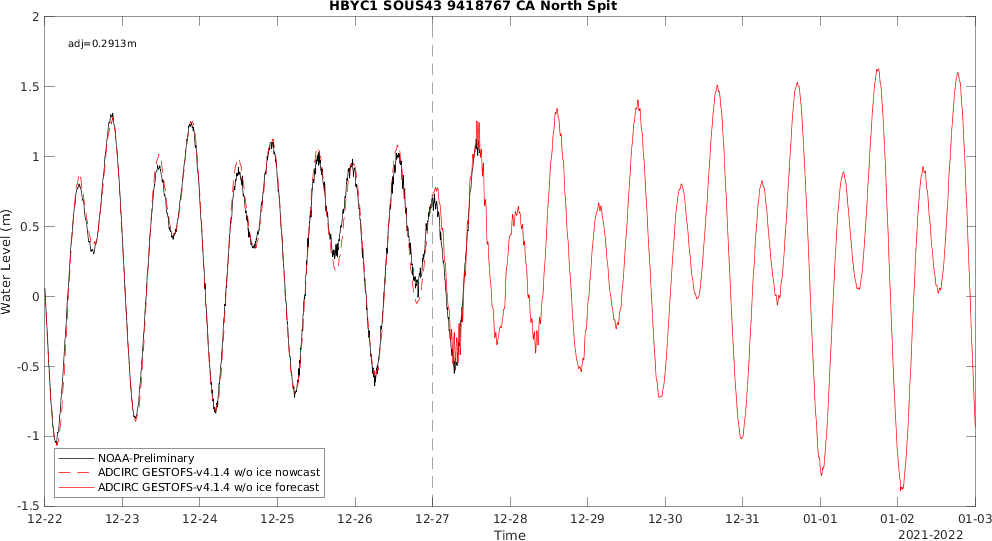 HBYC1 SOUS43 9418767 CA North Spit
adj=0.2913m
Water Level (m)
2
1.5
1
0.5
0
-0.5
-1
-1.5
NOAA-Preliminary
ADCIRC GESTOFS-v4.1.4 w/o ice nowcast
ADCIRC GESTOFS-v4.1.4 w/o ice forecast
12-22 12-23 12-24 12-25 12-26 12-27 12-28 12-29 12-30 12-31 01-01 01-02 01-03
Time
2021-2022